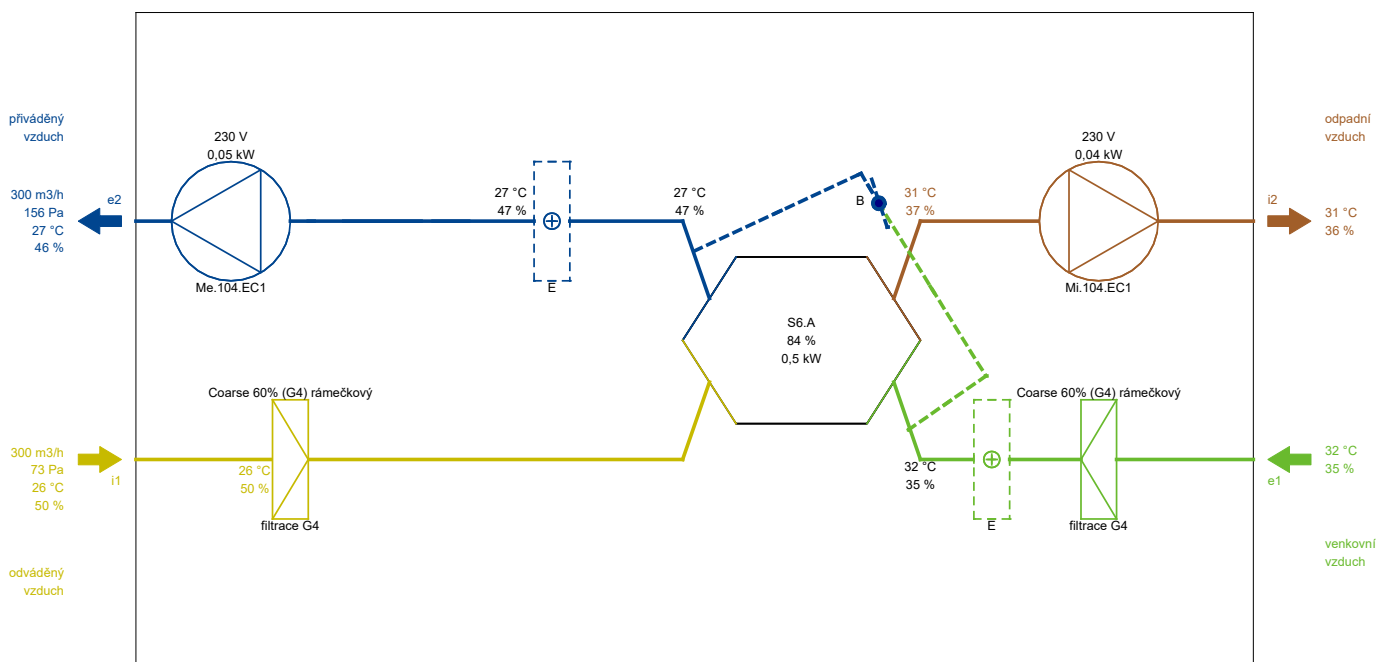 přiváděný
vzduch
300 m3/h
156 Pa
27 °C
46 %
e2
230 V
0,05 kW
Me.104.EC1
27 °C
47 %
E
27 °C
47 %
B
31 °C
37 %
230 V
0,04 kW
Mi.104.EC1
odpadní
vzduch
i2
31 °C
36 %
S6.A
84 %
0,5 kW
300 m3/h
73 Pa
26 °C
50 %
i1
odváděný
vzduch
Coarse 60% (G4) rámečkový
26 °C
50 %
filtrace G4
32 °C
35 %
E
Coarse 60% (G4) rámečkový
filtrace G4
32 °C
35 %
e1
venkovní
vzduch